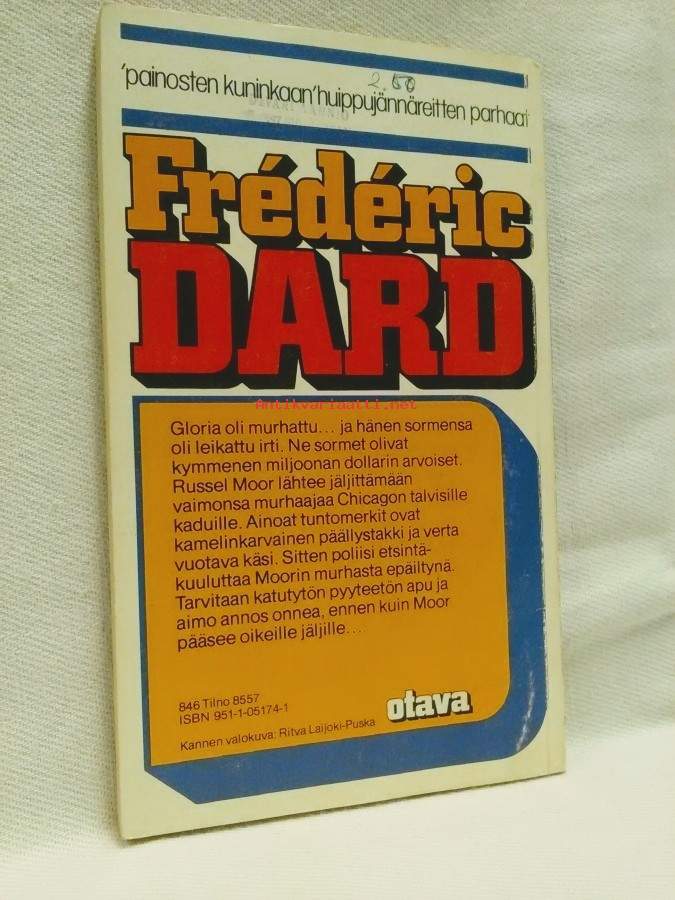 2.50
'painosten kuninkaan' huippujännäreitten parhaat
Frédéric
DARD
Antikvariaatti.net
Gloria oli murhattu... ja hänen sormensa
oli leikattu irti. Ne sormet olivat
kymmenen miljoonan dollarin arvoiset.
Russel Moor lähtee jäljittämään
vaimonsa murhaajaa Chicagon talvisille
kaduille. Ainoat tuntomerkit ovat
kamelinkarvainen päällystakki ja verta
vuotava käsi. Sitten poliisi etsintä-
kuuluttaa Moorin murhasta epäiltynä.
Tarvitaan katutytön pyyteetön apu ja
aimo annos onnea, ennen kuin Moor
pääsee oikeille jäljille...
846 Tilno 8557
ISBN 951-1-05174-1
otava
Kannen valokuva: Ritva Laijoki-Puska